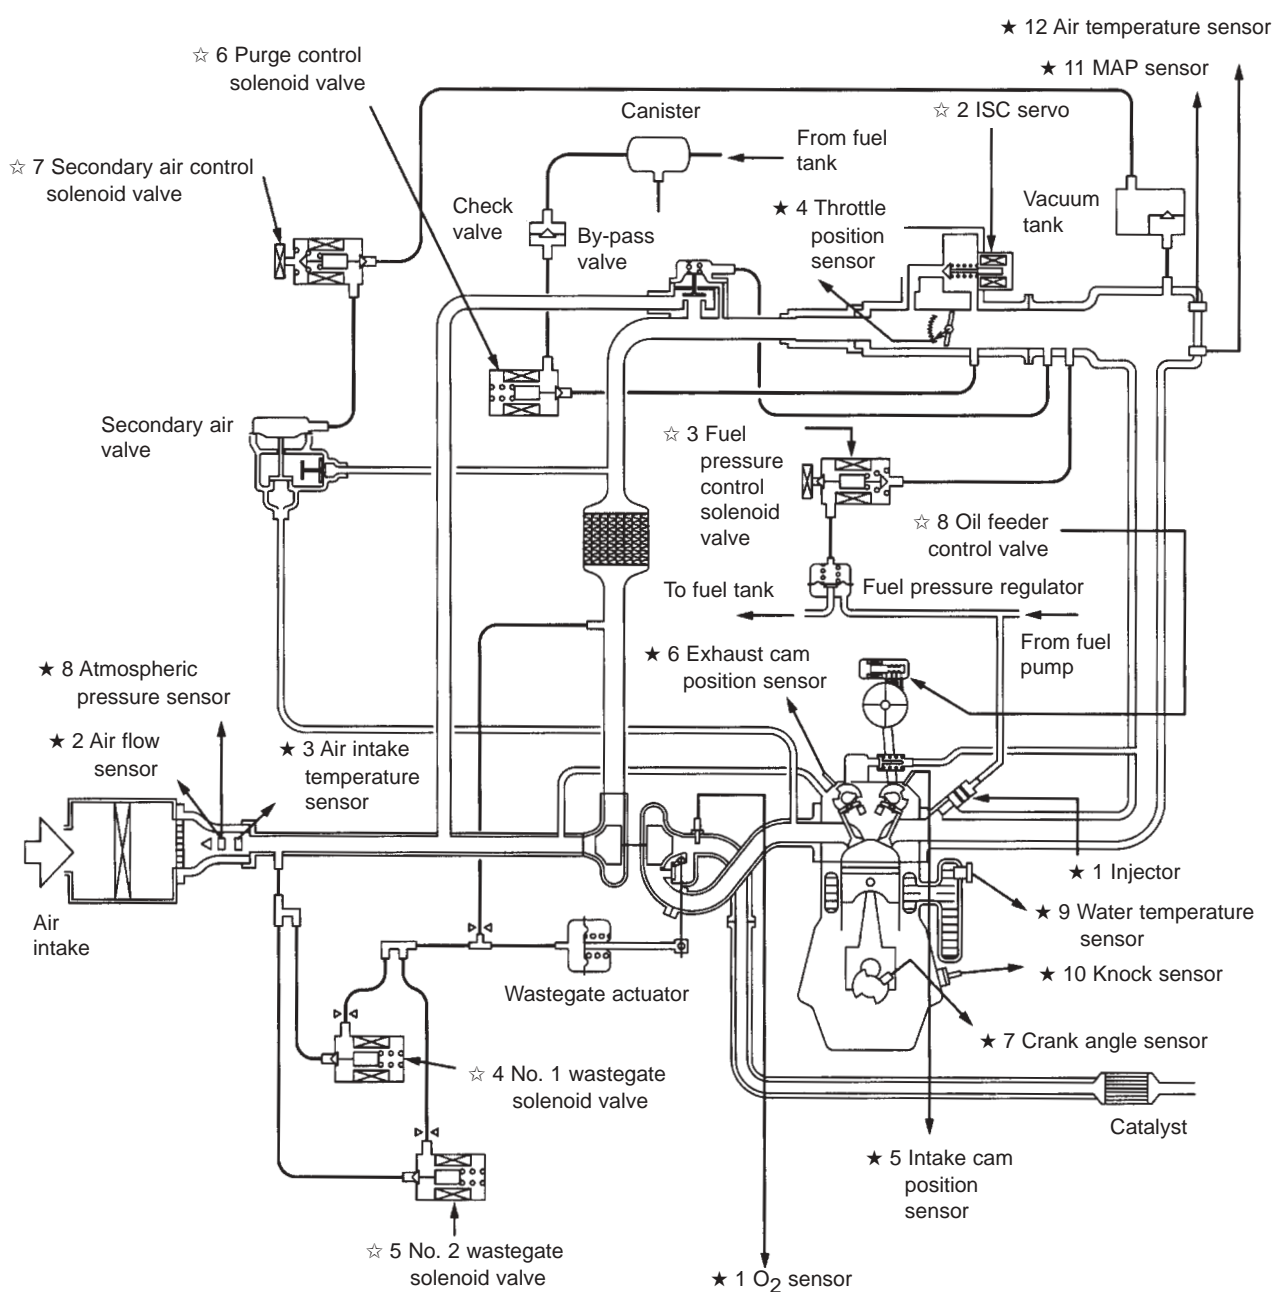 ★ 12 Air temperature sensor
☆ 6 Purge control
solenoid valve
★ 11 MAP sensor
Canister
☆ 2 ISC servo
From fuel
tank
☆ 7 Secondary air control
solenoid valve
Check
valve
By-pass
valve
★ 4 Throttle
position
sensor
Vacuum
tank
Secondary air
valve
☆ 3 Fuel
pressure
control
solenoid
valve
☆ 8 Oil feeder
control valve
To fuel tank
Fuel pressure regulator
From fuel
pump
★ 6 Exhaust cam
position sensor
★ 8 Atmospheric
pressure sensor
★ 2 Air flow
sensor
★ 3 Air intake
temperature
sensor
★ 1 Injector
Air
intake
★ 9 Water temperature
sensor
★ 10 Knock sensor
Wastegate actuator
★ 7 Crank angle sensor
☆ 4 No. 1 wastegate
solenoid valve
Catalyst
★ 5 Intake cam
position
sensor
☆ 5 No. 2 wastegate
solenoid valve
★ 1 O2 sensor